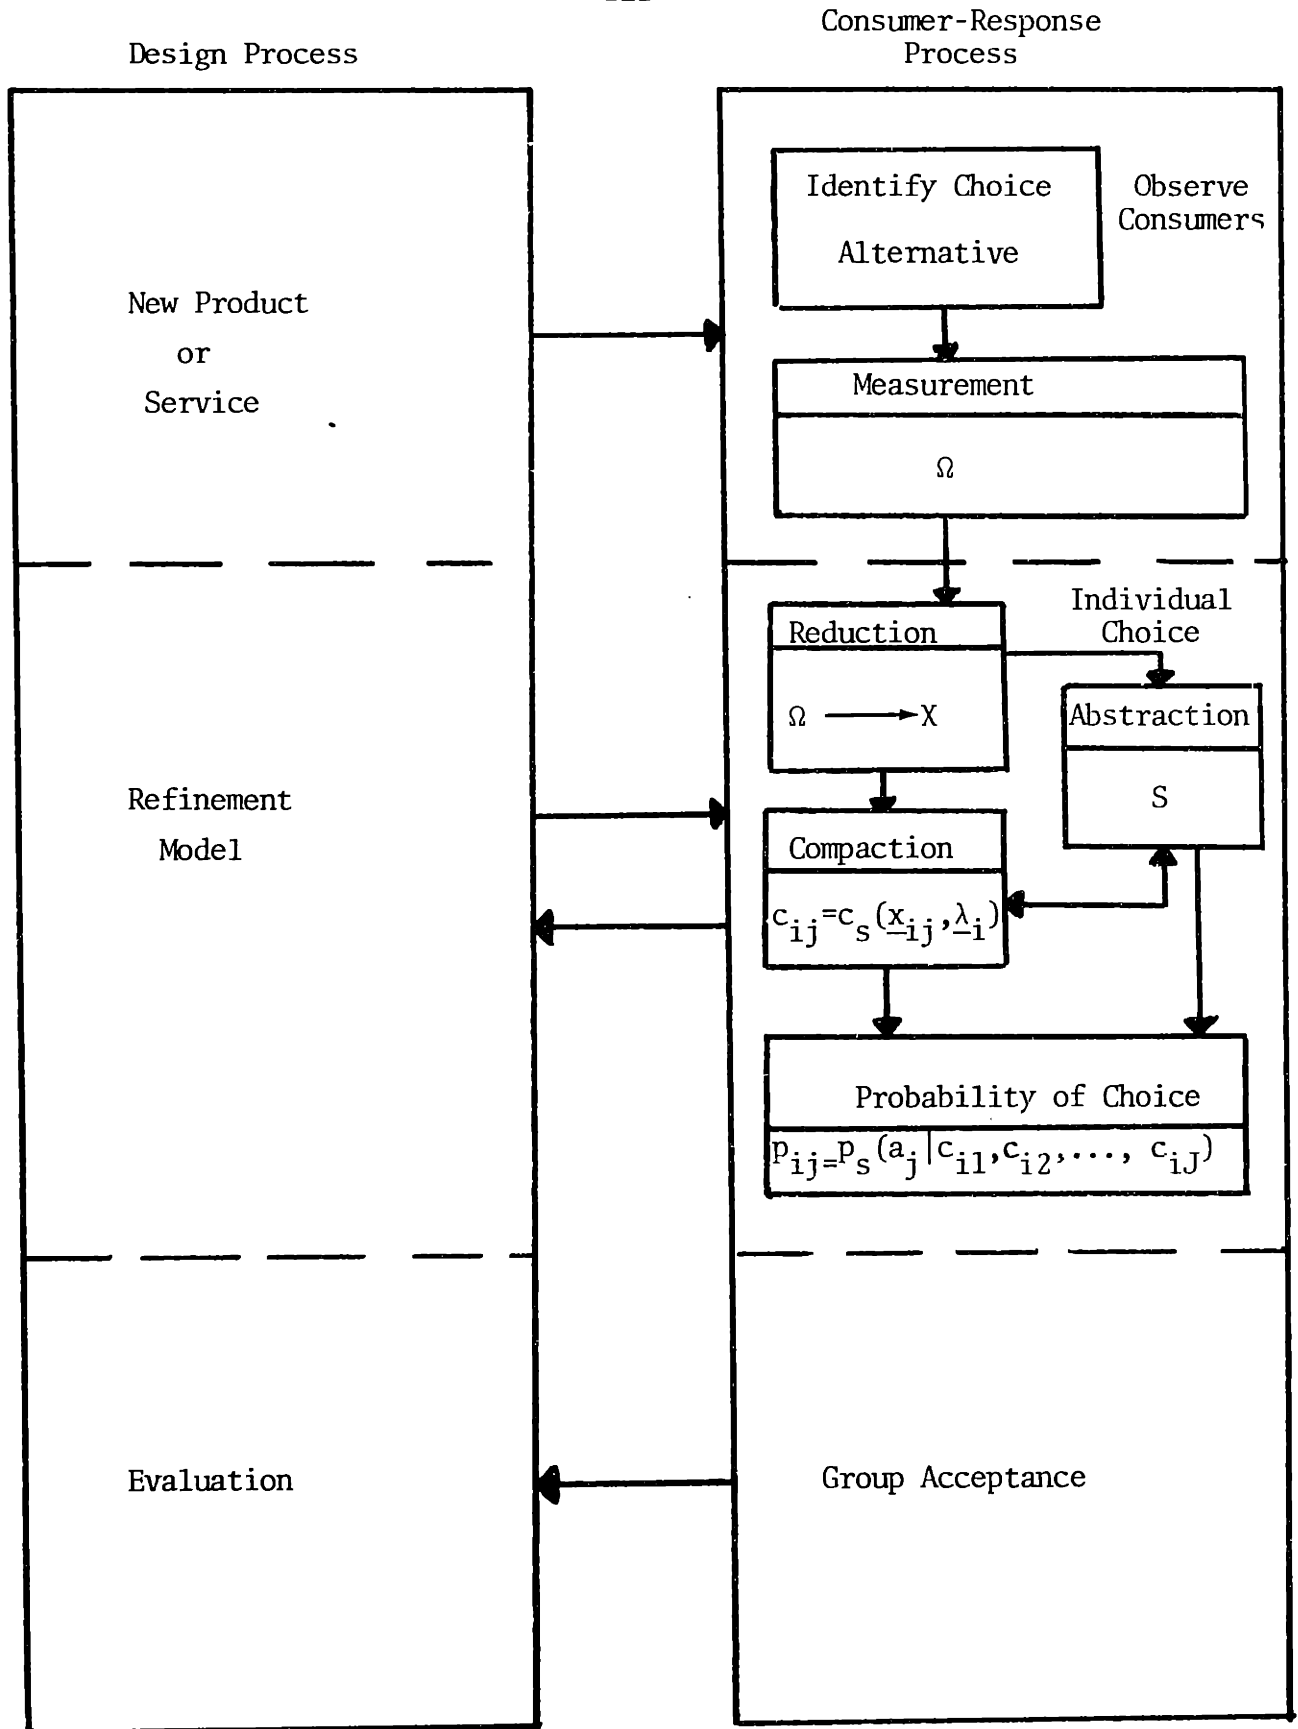 Design Process
Consumer-Response
Process
New Product
or
Service
Identify Choice
Alternative
Observe
Consumers
Measurement
Ω
Refinement
Model
Reduction
Ω → X
Individual
Choice
Abstraction
S
Compaction
c_ij=c_s(x_ij,λ_i)
Probability of Choice
p_ij=p_s(a_j|c_i1,c_i2,..., c_iJ)
Evaluation
Group Acceptance